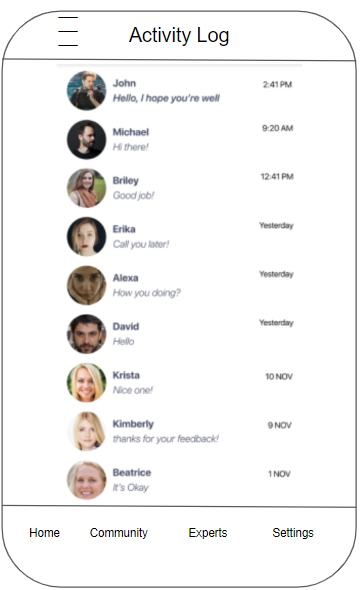 Activity Log
John 2:41 PM
Hello, I hope you're well
Michael 9:20 AM
Hi there!
Briley 12:41 PM
Good job!
Erika Yesterday
Call you later!
Alexa Yesterday
How you doing?
David Yesterday
Hello
Krista 10 NOV
Nice one!
Kimberly 9 NOV
thanks for your feedback!
Beatrice 1 NOV
It's Okay
Home Community Experts Settings